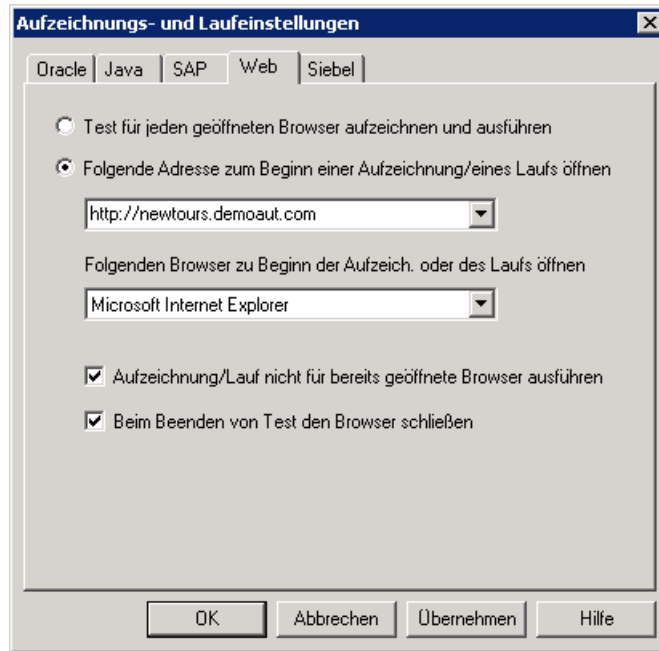 Aufzeichnungs- und Laufeinstellungen
Oracle Java SAP Web Siebel
Test für jeden geöffneten Browser aufzeichnen und ausführen
Folgende Adresse zum Beginn einer Aufzeichnung/eines Laufs öffnen
http://newtours.demoaut.com
Folgenden Browser zu Beginn der Aufzeich. oder des Laufs öffnen
Microsoft Internet Explorer
Aufzeichnung/Lauf nicht für bereits geöffnete Browser ausführen
Beim Beenden von Test den Browser schließen
OK Abbrechen Übernehmen Hilfe